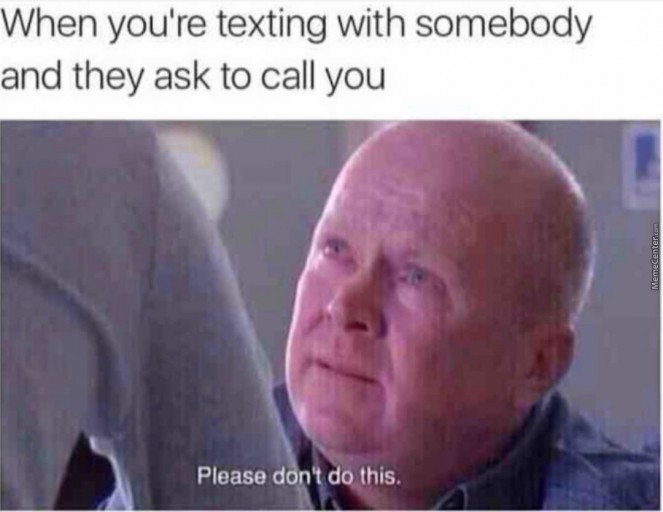 When you're texting with somebody
and they ask to call you
MemeCenter.com
Please don't do this.